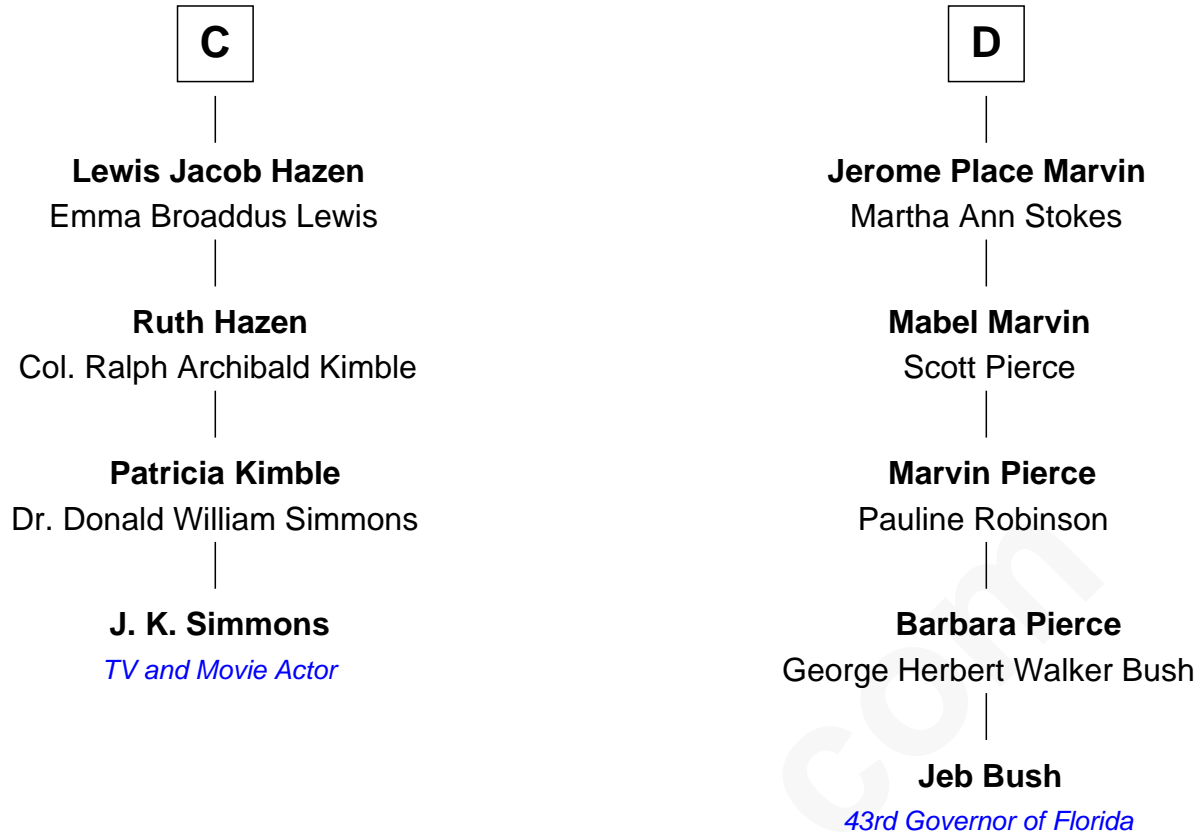 C
Lewis Jacob Hazen
Emma Broaddus Lewis
Ruth Hazen
Col. Ralph Archibald Kimble
Patricia Kimble
Dr. Donald William Simmons
J. K. Simmons
TV and Movie Actor
D
Jerome Place Marvin
Martha Ann Stokes
Mabel Marvin
Scott Pierce
Marvin Pierce
Pauline Robinson
Barbara Pierce
George Herbert Walker Bush
Jeb Bush
43rd Governor of Florida
com